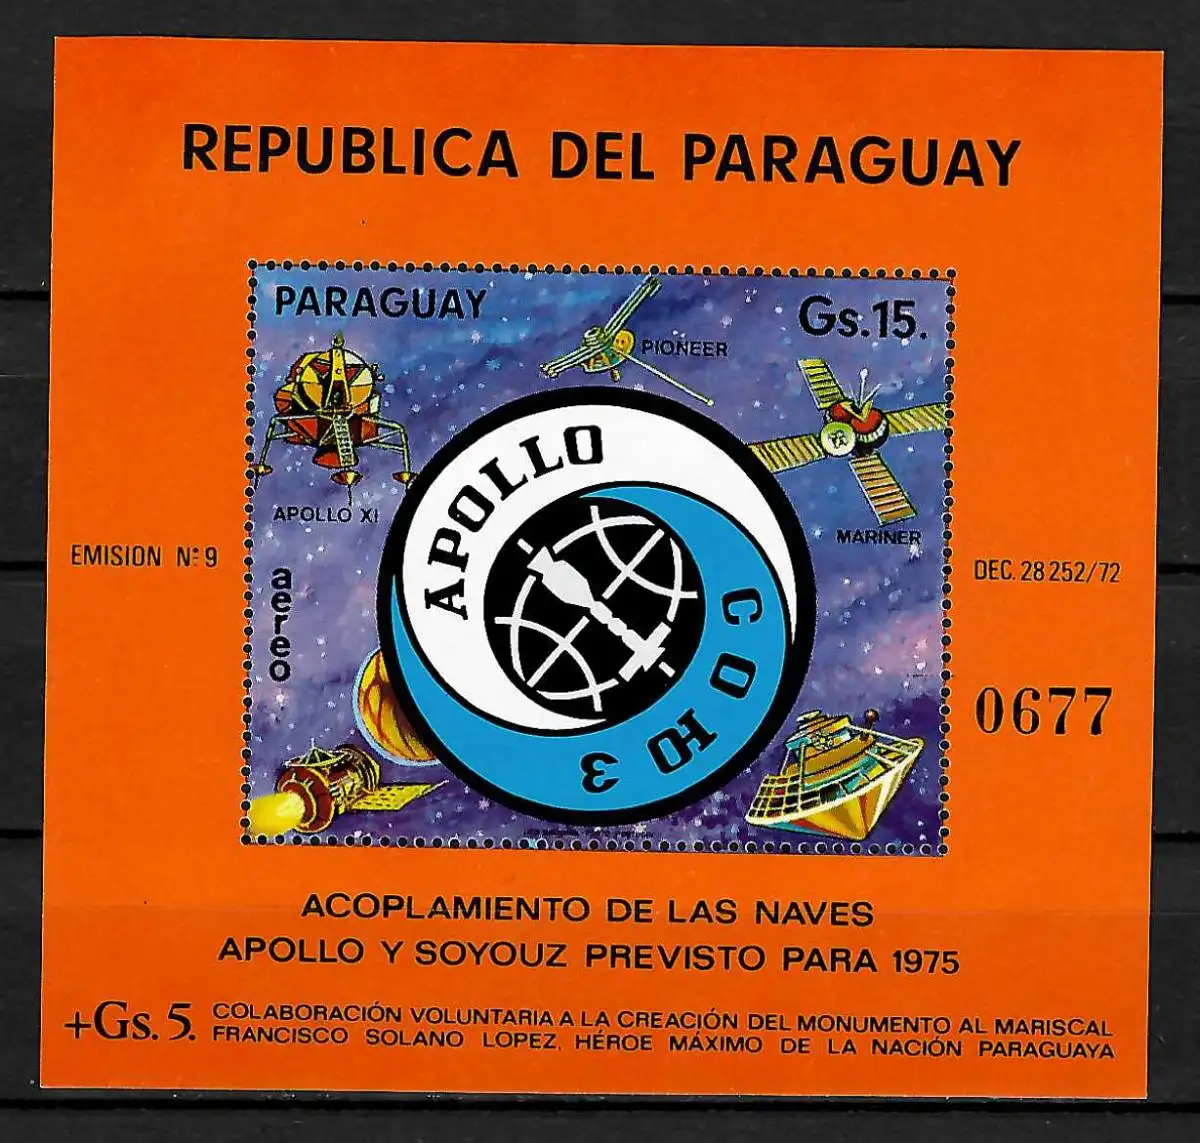 REPUBLICA DEL PARAGUAY
PARAGUAY
Gs.15.
PIONEER
APOLLO XI
MARINER
APOLLO
СОЮЗ
EMISION Nº 9
aereo
DEC. 28 252/72
0677
ACOPLAMIENTO DE LAS NAVES
APOLLO Y SOYOUZ PREVISTO PARA 1975
+Gs. 5. COLABORACIÓN VOLUNTARIA A LA CREACIÓN DEL MONUMENTO AL MARISCAL
FRANCISCO SOLANO LOPEZ, HÉROE MÁXIMO DE LA NACIÓN PARAGUAYA